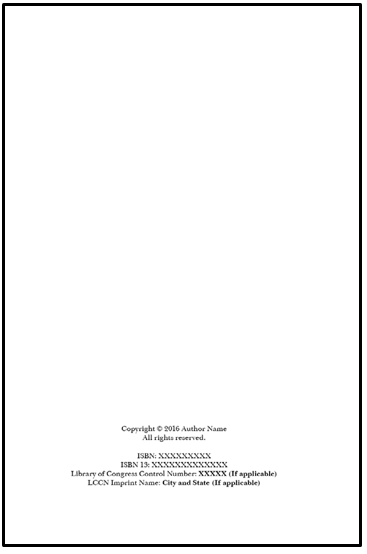 Copyright © 2016 Author Name
All rights reserved.
ISBN: XXXXXXXXX
ISBN 13: XXXXXXXXXXXXX
Library of Congress Control Number: XXXXX (If applicable)
LCCN Imprint Name: City and State (If applicable)